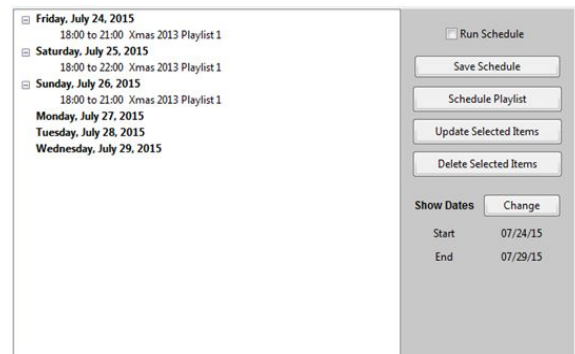 Friday, July 24, 2015
18:00 to 21:00 Xmas 2013 Playlist 1
Saturday, July 25, 2015
18:00 to 22:00 Xmas 2013 Playlist 1
Sunday, July 26, 2015
18:00 to 21:00 Xmas 2013 Playlist 1
Monday, July 27, 2015
Tuesday, July 28, 2015
Wednesday, July 29, 2015
Run Schedule
Save Schedule
Schedule Playlist
Update Selected Items
Delete Selected Items
Show Dates Change
Start 07/24/15
End 07/29/15